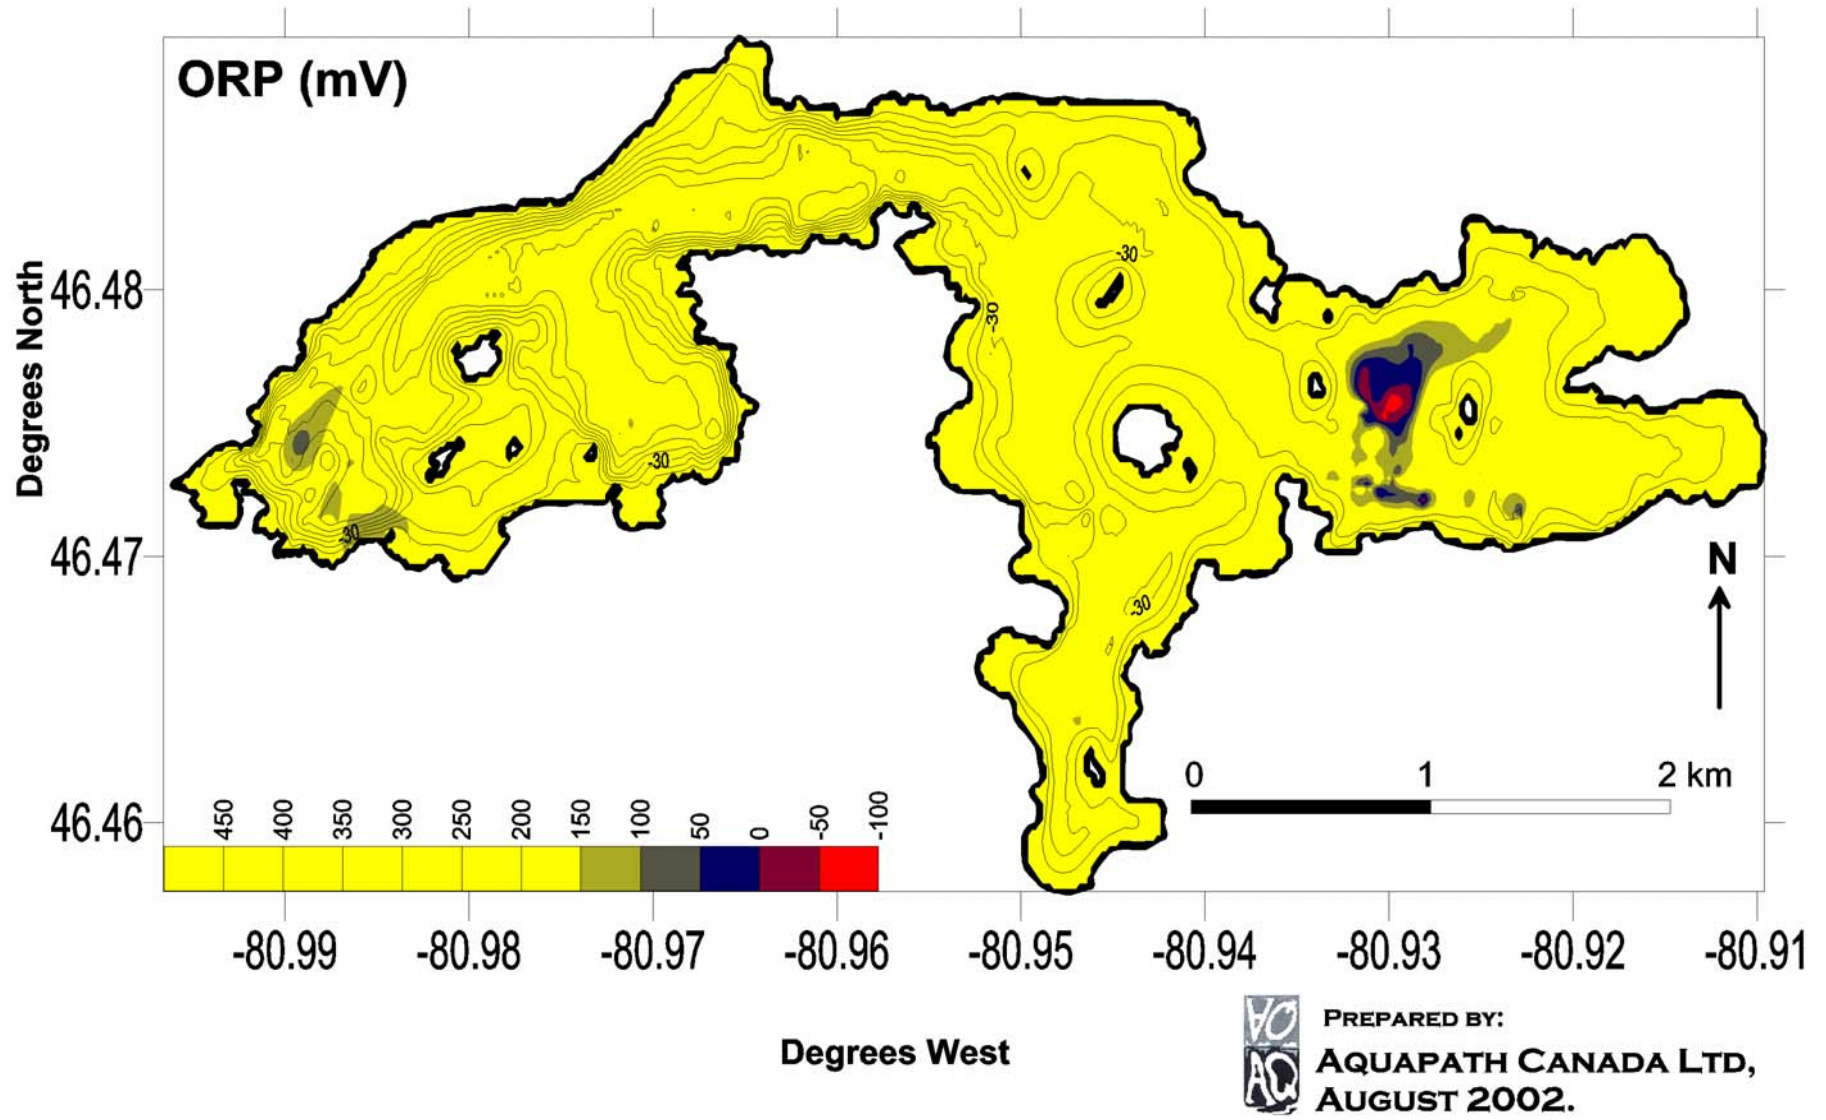 ORP (mV)
Degrees North
46.48
46.47
46.46
-30
-30
-30
-30
-30
N
0 1 2 km
450 400 350 300 250 200 150 100 50 0 -50 -100
-80.99 -80.98 -80.97 -80.96 -80.95 -80.94 -80.93 -80.92 -80.91
Degrees West
AQ
AQ
PREPARED BY:
AQUAPATH CANADA LTD,
AUGUST 2002.